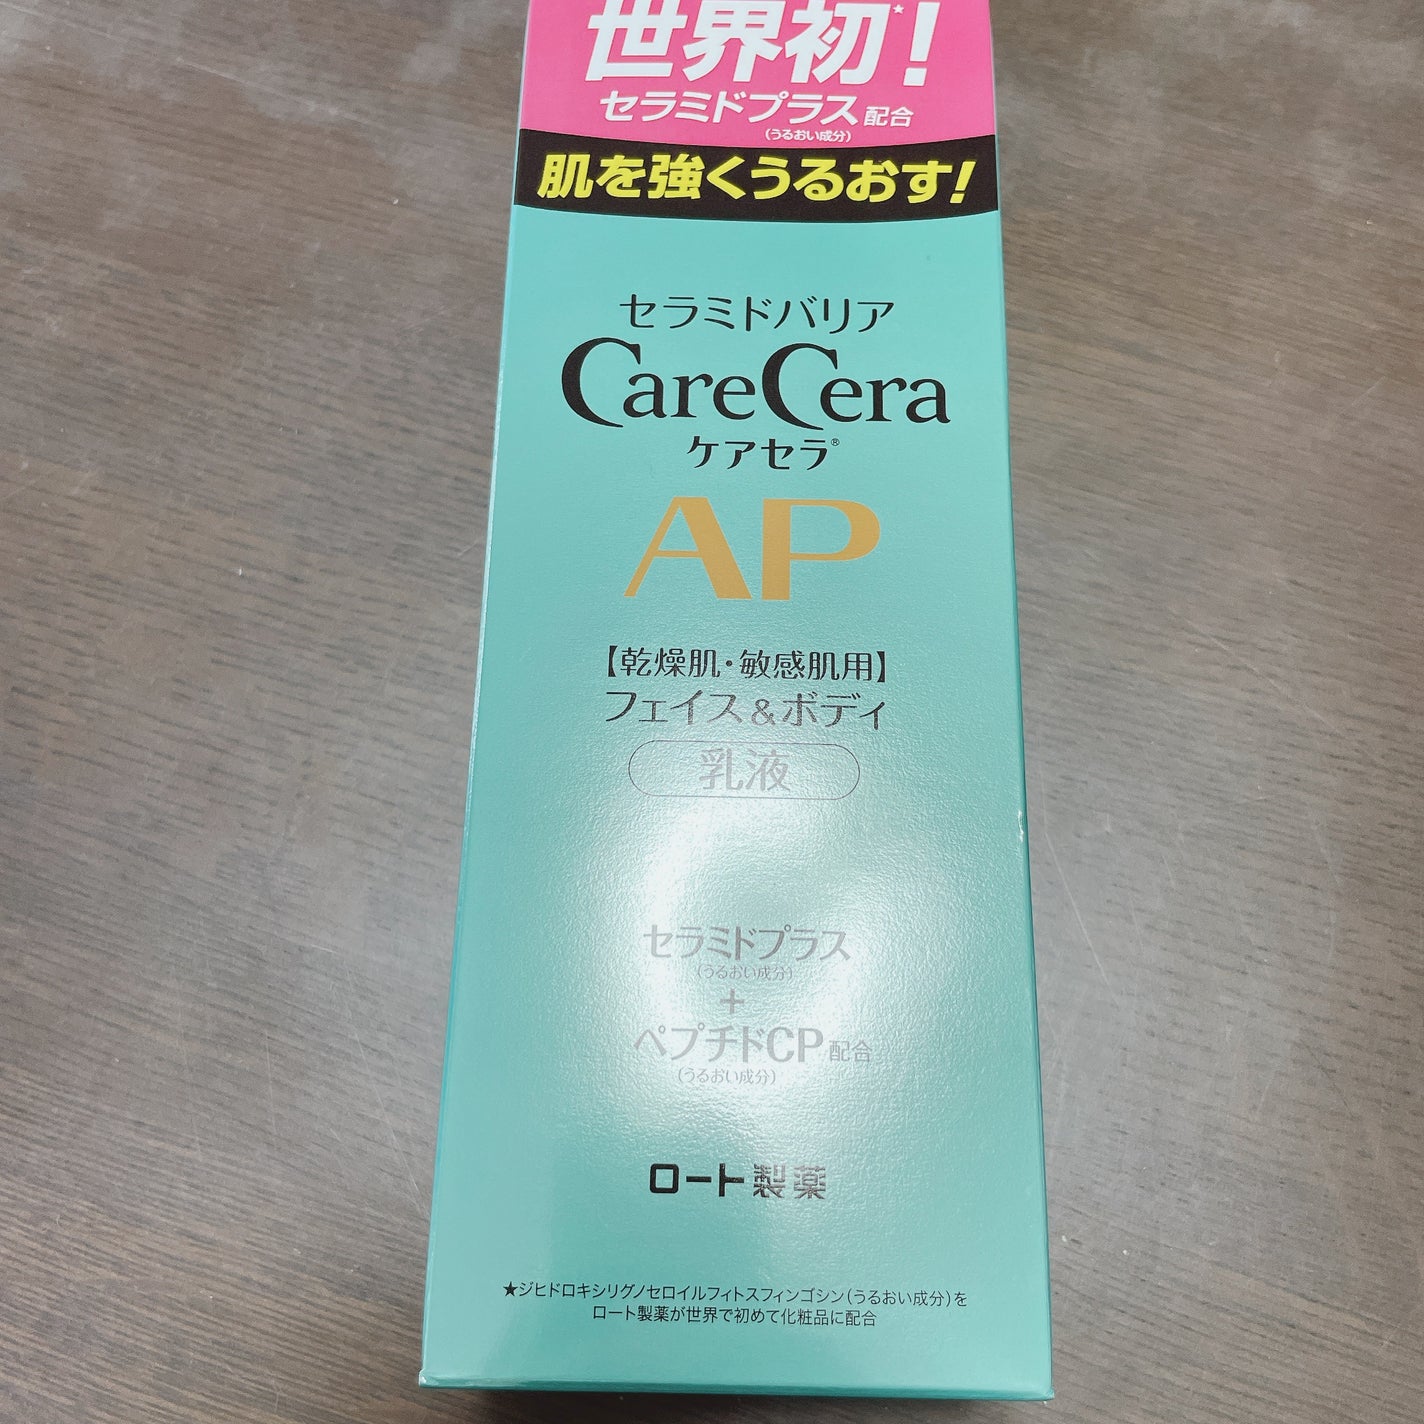 世界初★!
セラミドプラス配合
(うるおい成分)
肌を強くうるおす!
セラミドバリア
CareCera
ケアセラ®
AP
【乾燥肌・敏感肌用】
フェイス&ボディ
乳液
セラミドプラス
(うるおい成分)
+
ペプチドCP配合
(うるおい成分)
ロート製薬
★ジヒドロキシリグノセロイルフィトスフィンゴシン(うるおい成分)を
ロート製薬が世界で初めて化粧品に配合